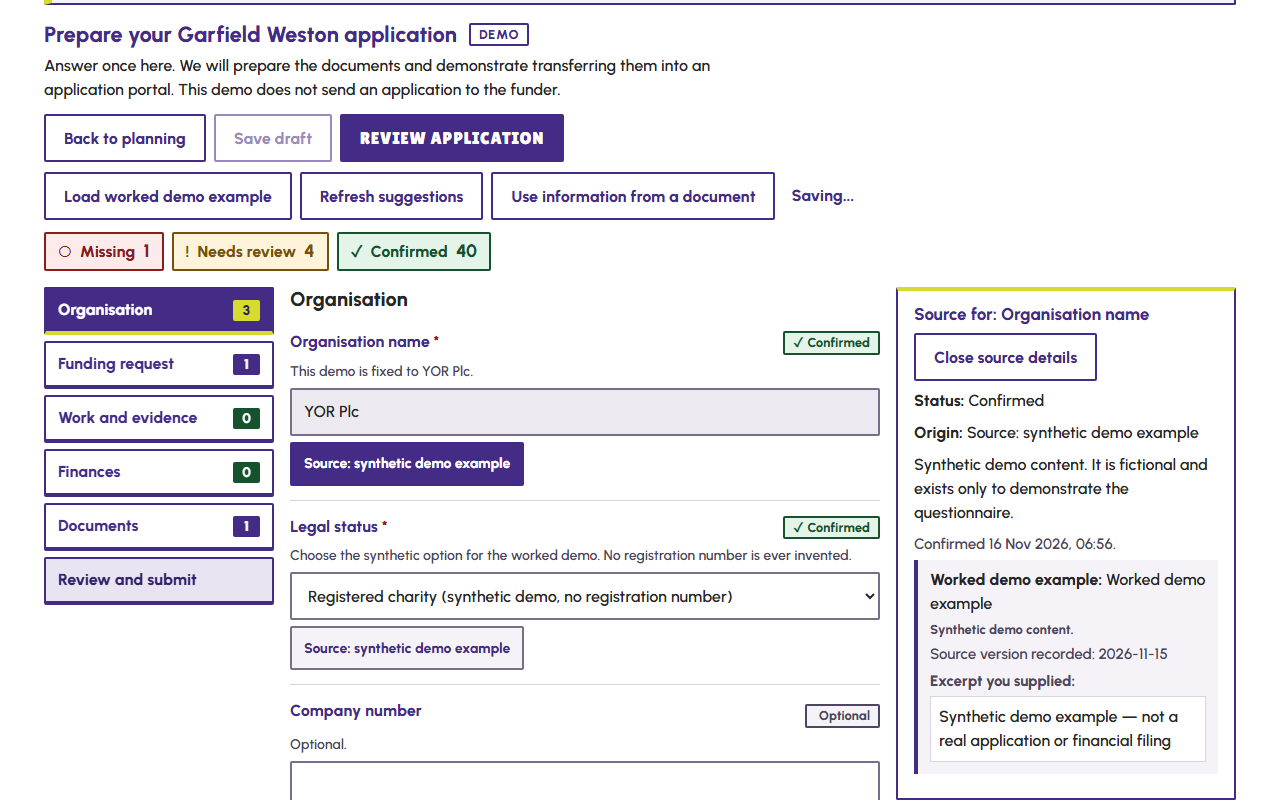 Prepare your Garfield Weston application DEMO
Answer once here. We will prepare the documents and demonstrate transferring them into an
application portal. This demo does not send an application to the funder.
Back to planning Save draft REVIEW APPLICATION
Load worked demo example Refresh suggestions Use information from a document Saving...
○ Missing 1 ! Needs review 4 ✓ Confirmed 40
Organisation 3
Funding request 1
Work and evidence 0
Finances 0
Documents 1
Review and submit
Organisation
Organisation name * ✓ Confirmed
This demo is fixed to YOR Plc.
YOR Plc
Source: synthetic demo example
Legal status * ✓ Confirmed
Choose the synthetic option for the worked demo. No registration number is ever invented.
Registered charity (synthetic demo, no registration number)
Source: synthetic demo example
Company number Optional
Optional.
Source for: Organisation name
Close source details
Status: Confirmed
Origin: Source: synthetic demo example
Synthetic demo content. It is fictional and
exists only to demonstrate the
questionnaire.
Confirmed 16 Nov 2026, 06:56.
Worked demo example: Worked demo
example
Synthetic demo content.
Source version recorded: 2026-11-15
Excerpt you supplied:
Synthetic demo example — not a
real application or financial filing